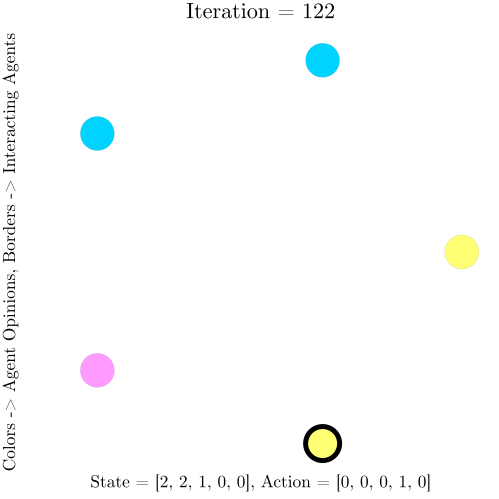 Iteration = 122
Colors -> Agent Opinions, Borders -> Interacting Agents
State = [2, 2, 1, 0, 0], Action = [0, 0, 0, 1, 0]